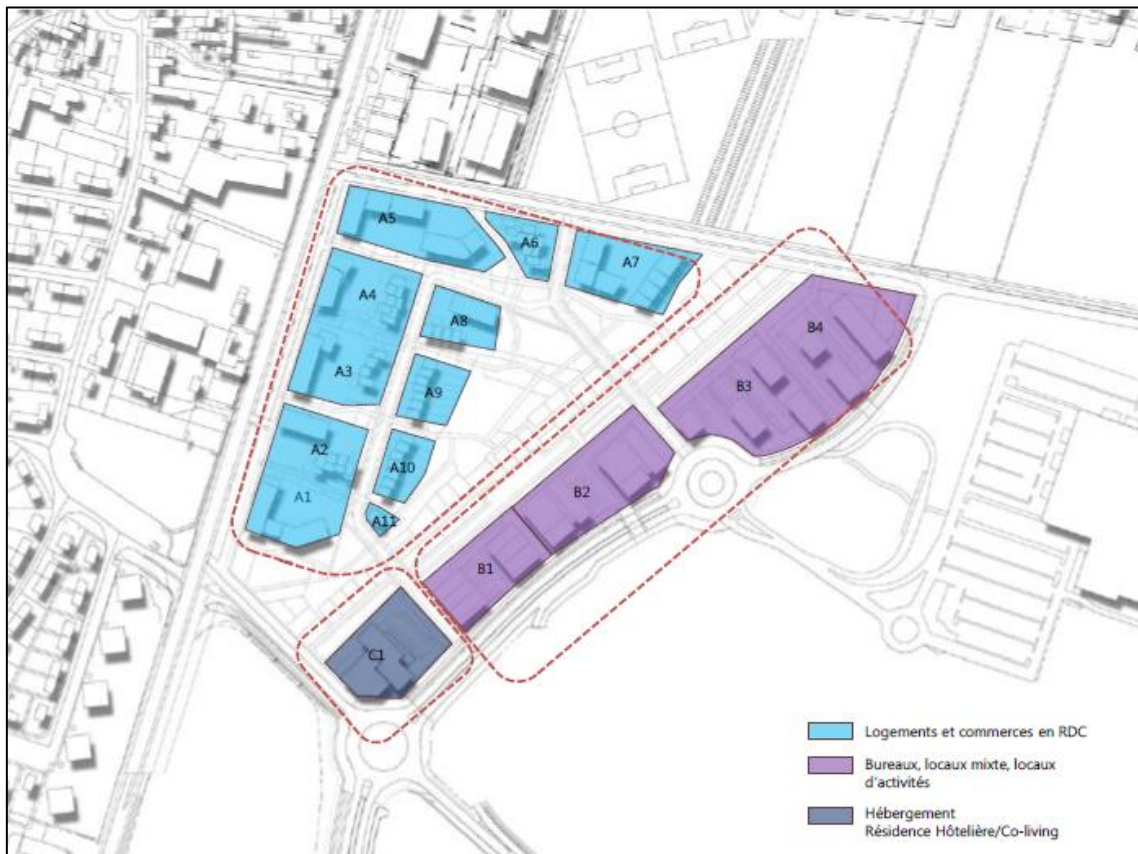 A5
A6
A7
A4
A8
B4
A3
A9
B3
A2
A10
A1
B2
A11
B1
C1
Logements et commerces en RDC
Bureaux, locaux mixte, locaux
d'activités
Hébergement
Résidence Hôtelière/Co-living